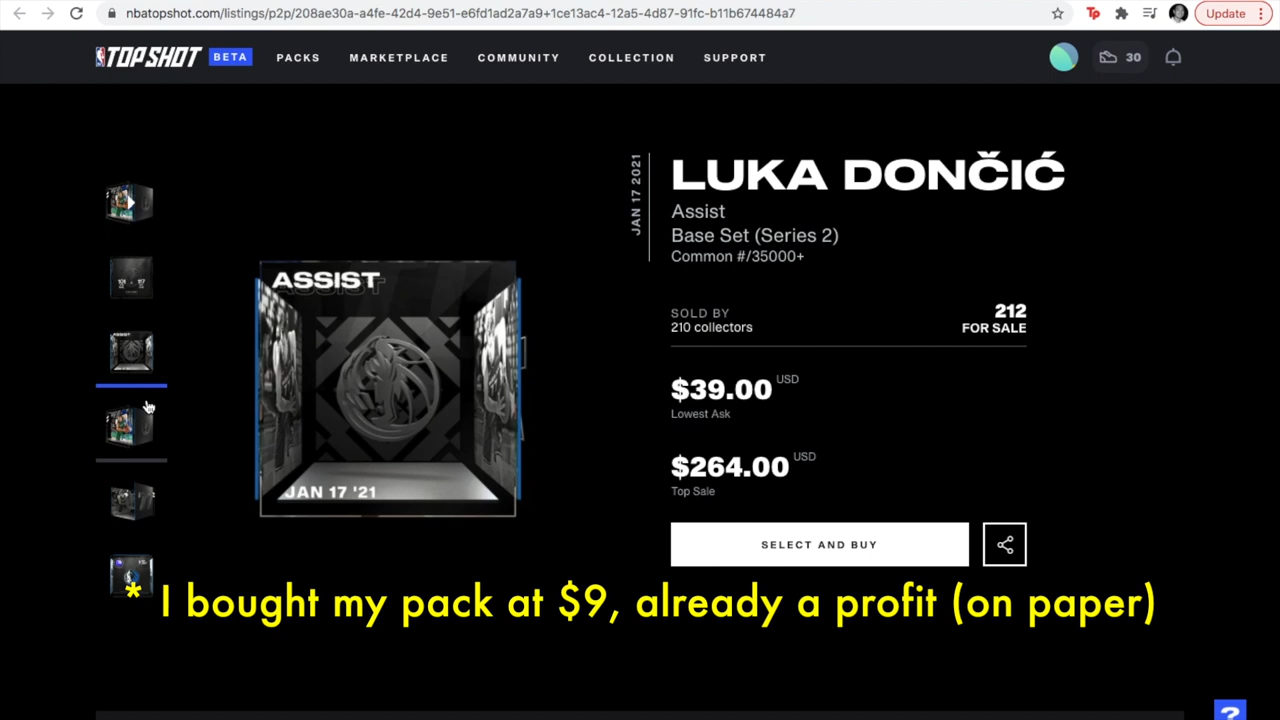 nbatopshot.com/listings/p2p/208ae30a-a4fe-42d4-9e51-e6fd1ad2a7a9+1ce13ac4-12a5-4d87-91fc-b11b674484a7
Tp
Update
TOP SHOT BETA PACKS MARKETPLACE COMMUNITY COLLECTION SUPPORT 30
JAN 17 2021
LUKA DONČIĆ
Assist
Base Set (Series 2)
Common #/35000+
SOLD BY
210 collectors
212
FOR SALE
$39.00 USD
Lowest Ask
$264.00 USD
Top Sale
SELECT AND BUY
ASSIST
JAN 17 '21
* I bought my pack at $9, already a profit (on paper)
?